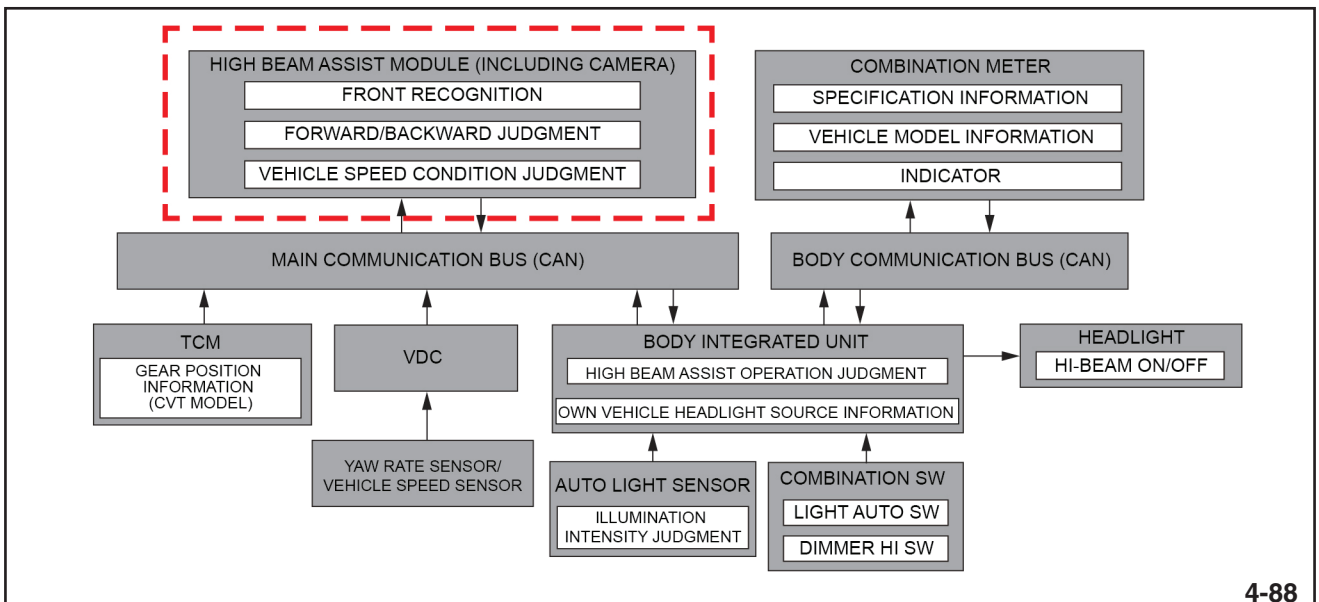 HIGH BEAM ASSIST MODULE (INCLUDING CAMERA)
FRONT RECOGNITION
FORWARD/BACKWARD JUDGMENT
VEHICLE SPEED CONDITION JUDGMENT
COMBINATION METER
SPECIFICATION INFORMATION
VEHICLE MODEL INFORMATION
INDICATOR
MAIN COMMUNICATION BUS (CAN)
BODY COMMUNICATION BUS (CAN)
TCM
GEAR POSITION
INFORMATION
(CVT MODEL)
VDC
BODY INTEGRATED UNIT
HIGH BEAM ASSIST OPERATION JUDGMENT
OWN VEHICLE HEADLIGHT SOURCE INFORMATION
HEADLIGHT
HI-BEAM ON/OFF
YAW RATE SENSOR/
VEHICLE SPEED SENSOR
AUTO LIGHT SENSOR
ILLUMINATION
INTENSITY JUDGMENT
COMBINATION SW
LIGHT AUTO SW
DIMMER HI SW
4-88